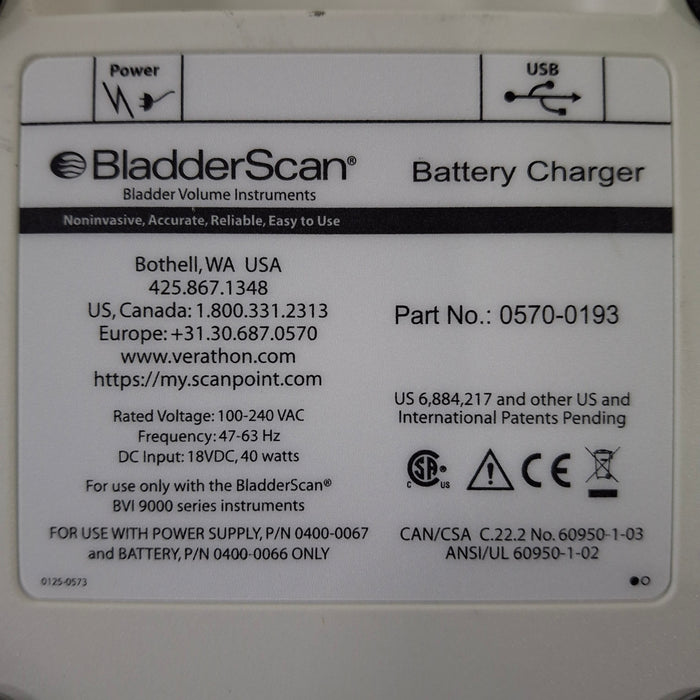 Power
USB
BladderScan®
Battery Charger
Bladder Volume Instruments
Noninvasive, Accurate, Reliable, Easy to Use
Bothell, WA USA
425.867.1348
US, Canada: 1.800.331.2313
Europe: +31.30.687.0570
www.verathon.com
https://my.scanpoint.com
Rated Voltage: 100-240 VAC
Frequency: 47-63 Hz
DC Input: 18VDC, 40 watts
For use only with the BladderScan®
BVI 9000 series instruments
FOR USE WITH POWER SUPPLY, P/N 0400-0067
and BATTERY, P/N 0400-0066 ONLY
0125-0573
Part No.: 0570-0193
US 6,884,217 and other US and
International Patents Pending
C SA US CE
CAN/CSA C.22.2 No. 60950-1-03
ANSI/UL 60950-1-02